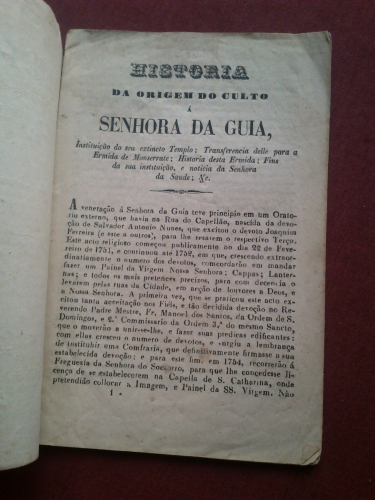 HISTORIA
DA ORIGEM DO CULTO
Á
SENHORA DA GUIA,
Instituição do seu extincto Templo; Transferencia delle para a
Ermida de Monserrate; Historia desta Ermida: Fins
da sua instituição, e noticia da Senhora
da Saude; &c.
A veneração á Senhora da Guia teve principio em um Orato-
rio externo, que havia na Rua do Capellão, nascida da devo-
ção de Salvador Antonio Nunes, que excitou o devoto Joaquim
Ferreira (e este a outros), para lhe resarem o respectivo Terço.
Este acto religioso começou publicamente no dia 22 de Feve-
reiro de 1751, e continuou até 1752, em que, crescendo extraor-
dinariamente o numero dos devotos, concordarão em mandar
fazer um Painel da Virgem Nossa Senhora; Cappas; Lanter-
nas; e todos os mais pretences precizos, para com decencia o
levarem pelas ruas da Cidade, em acção de louvores a Deos, e
a Nossa Senhora. A primeira vez, que se praticou este acto ex-
citou tanta acceitação nos Fiéis, e tão decidida devoção no Re-
verendo Padre Mestre, Fr. Manoel dos Santos, da Ordem de S.
Domingos, e 2.º Commissario da Ordem 3.ª do mesmo Sancto,
que o moverão a unir-se-lhe, e fazer suas predicas edificantes:
com ellas cresceu o numero de devotos, e surgiu a lembrança
de instituir uma Confraria, que definitivamente firmasse a sua
estabelecida devoção; e para este fim, em 1754, recorrerão á
Freguesia da Senhora do Soccorro, para que lhe concedesse li-
cença de se estabelecerem na Capella de S. Catharina, onde
pretendião collocar a Imagem, e Painel da SS. Virgem. Não
1